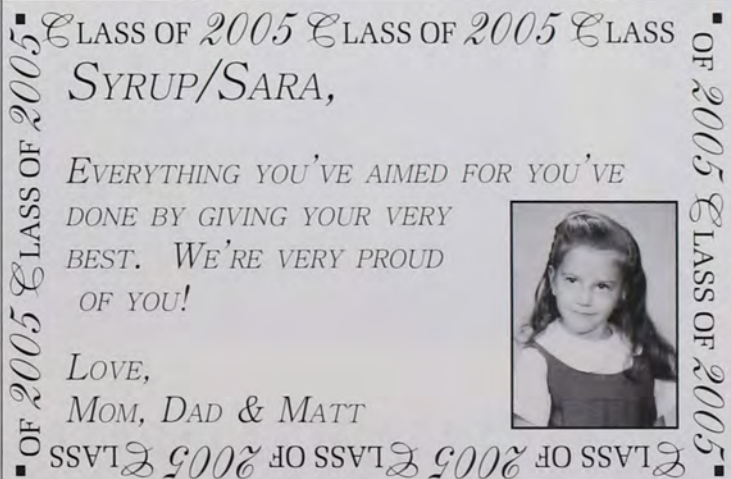 CLASS OF 2005 CLASS OF 2005 CLASS
OF 2005 CLASS OF 2005
CLASS OF 2005 CLASS OF 2005 CLASS
OF 2005 CLASS OF 2005
SYRUP/SARA,
EVERYTHING YOU'VE AIMED FOR YOU'VE
DONE BY GIVING YOUR VERY
BEST. WE'RE VERY PROUD
OF YOU!
LOVE,
MOM, DAD & MATT